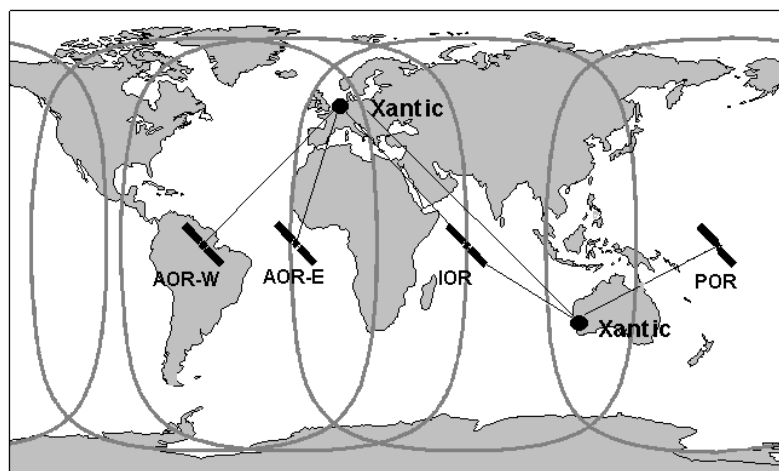 Xantic
AOR-W
AOR-E
IOR
POR
Xantic